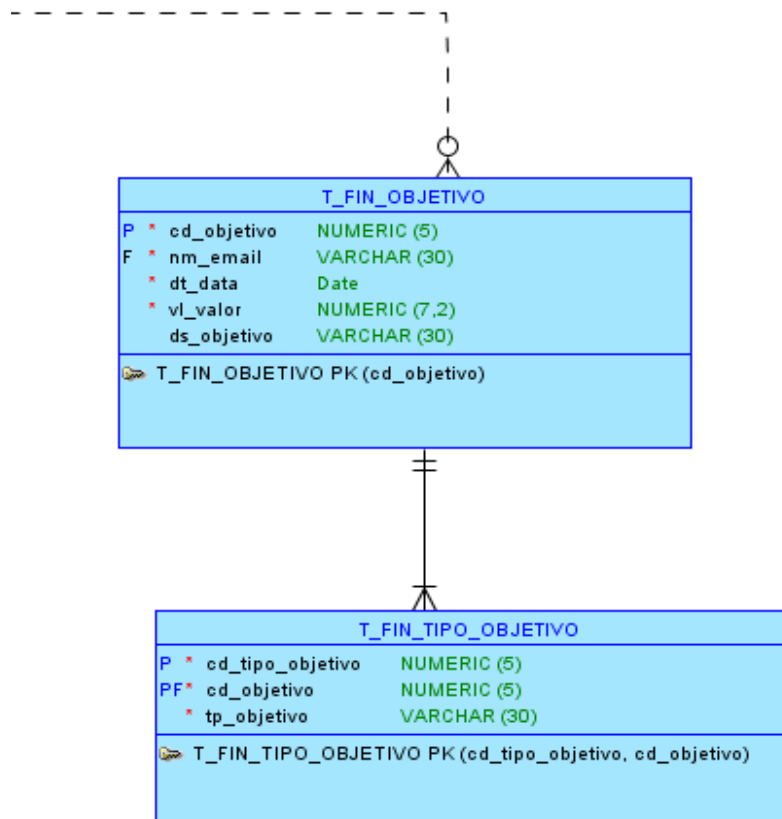 T_FIN_OBJETIVO
P * cd_objetivo NUMERIC (5)
F * nm_email VARCHAR (30)
* dt_data Date
* vl_valor NUMERIC (7,2)
ds_objetivo VARCHAR (30)
T_FIN_OBJETIVO PK (cd_objetivo)
T_FIN_TIPO_OBJETIVO
P * cd_tipo_objetivo NUMERIC (5)
PF* cd_objetivo NUMERIC (5)
* tp_objetivo VARCHAR (30)
T_FIN_TIPO_OBJETIVO PK (cd_tipo_objetivo, cd_objetivo)